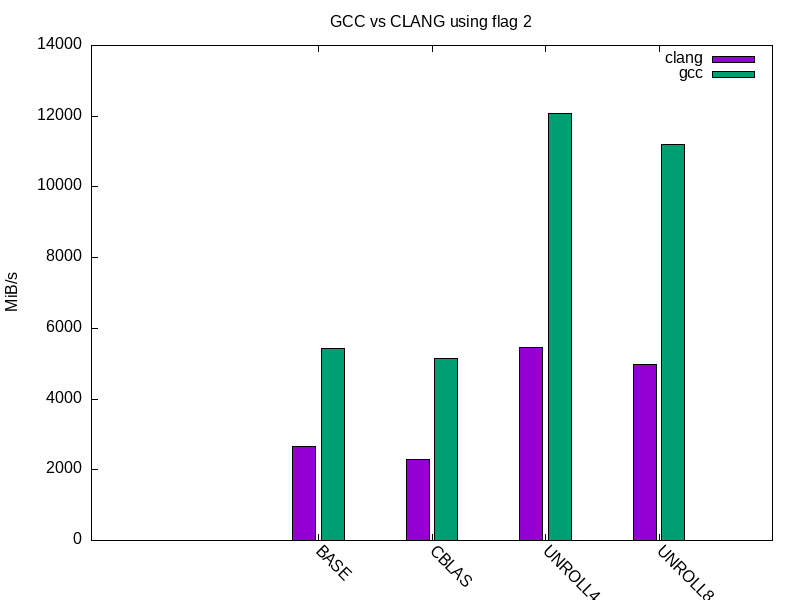 GCC vs CLANG using flag 2
14000
12000
10000
8000
6000
4000
2000
0
MiB/s
clang
gcc
BASE
CBLAS
UNROLL4
UNROLL8